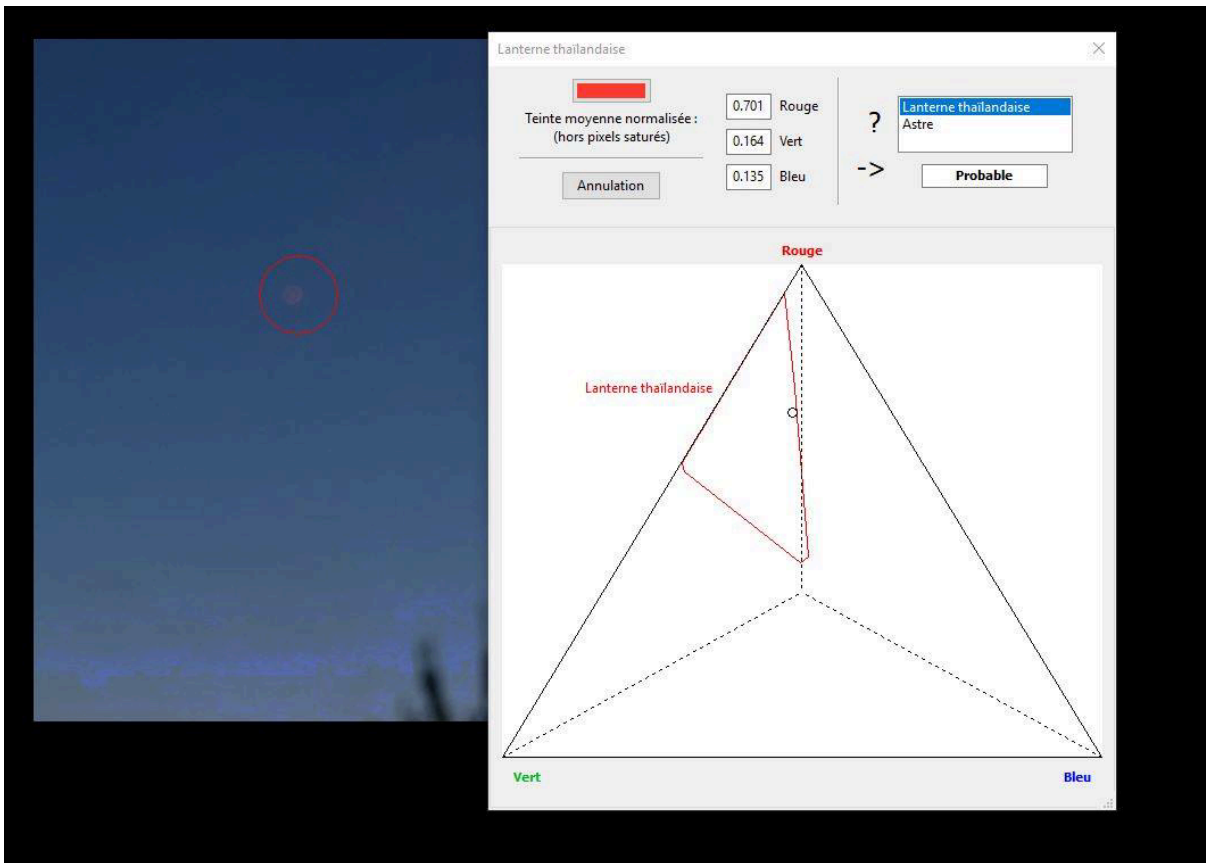 Lanterne thaïlandaise
Teinte moyenne normalisée :
(hors pixels saturés)
Annulation
0.701 Rouge
0.164 Vert
0.135 Bleu
?
->
Lanterne thaïlandaise
Astre
Probable
Rouge
Lanterne thaïlandaise
Vert
Bleu